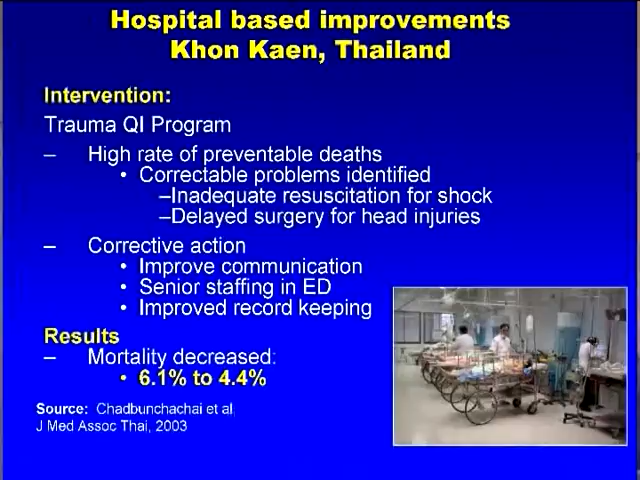 Hospital based improvements
Khon Kaen, Thailand
Intervention:
Trauma QI Program
– High rate of preventable deaths
• Correctable problems identified
–Inadequate resuscitation for shock
–Delayed surgery for head injuries
– Corrective action
• Improve communication
• Senior staffing in ED
• Improved record keeping
Results
– Mortality decreased:
• 6.1% to 4.4%
Source: Chadbunchachai et al,
J Med Assoc Thai, 2003